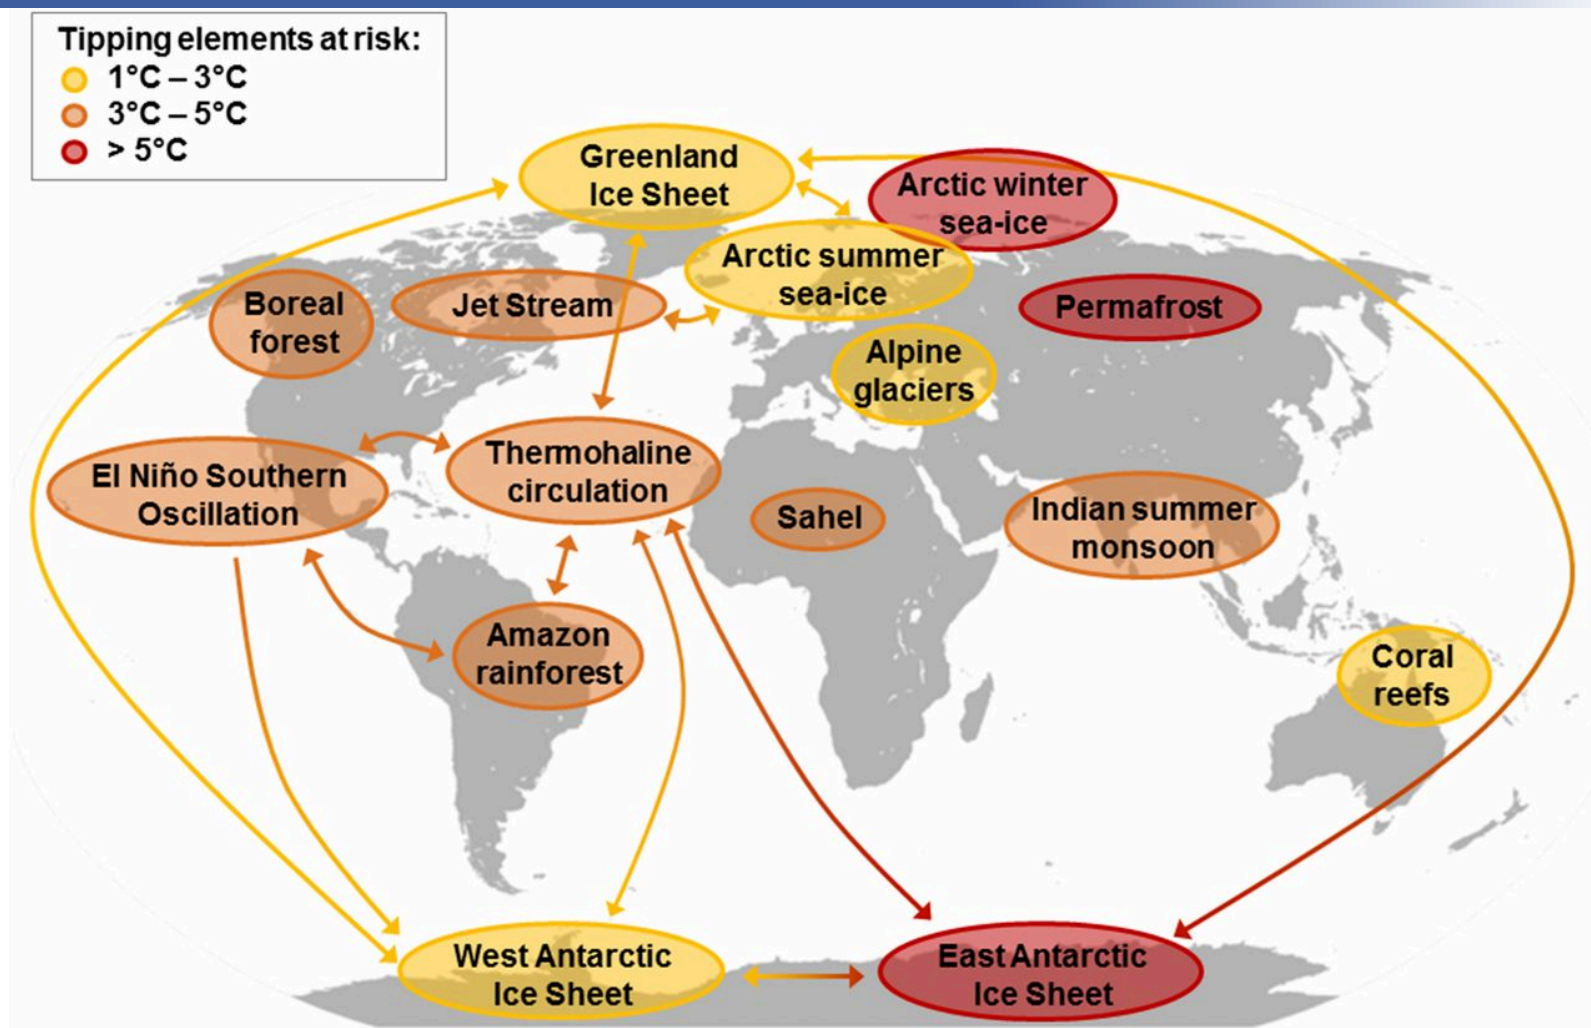 Tipping elements at risk:
1°C – 3°C
3°C – 5°C
> 5°C
Greenland
Ice Sheet
Arctic winter
sea-ice
Arctic summer
sea-ice
Boreal
forest
Jet Stream
Permafrost
Alpine
glaciers
El Niño Southern
Oscillation
Thermohaline
circulation
Sahel
Indian summer
monsoon
Amazon
rainforest
Coral
reefs
West Antarctic
Ice Sheet
East Antarctic
Ice Sheet